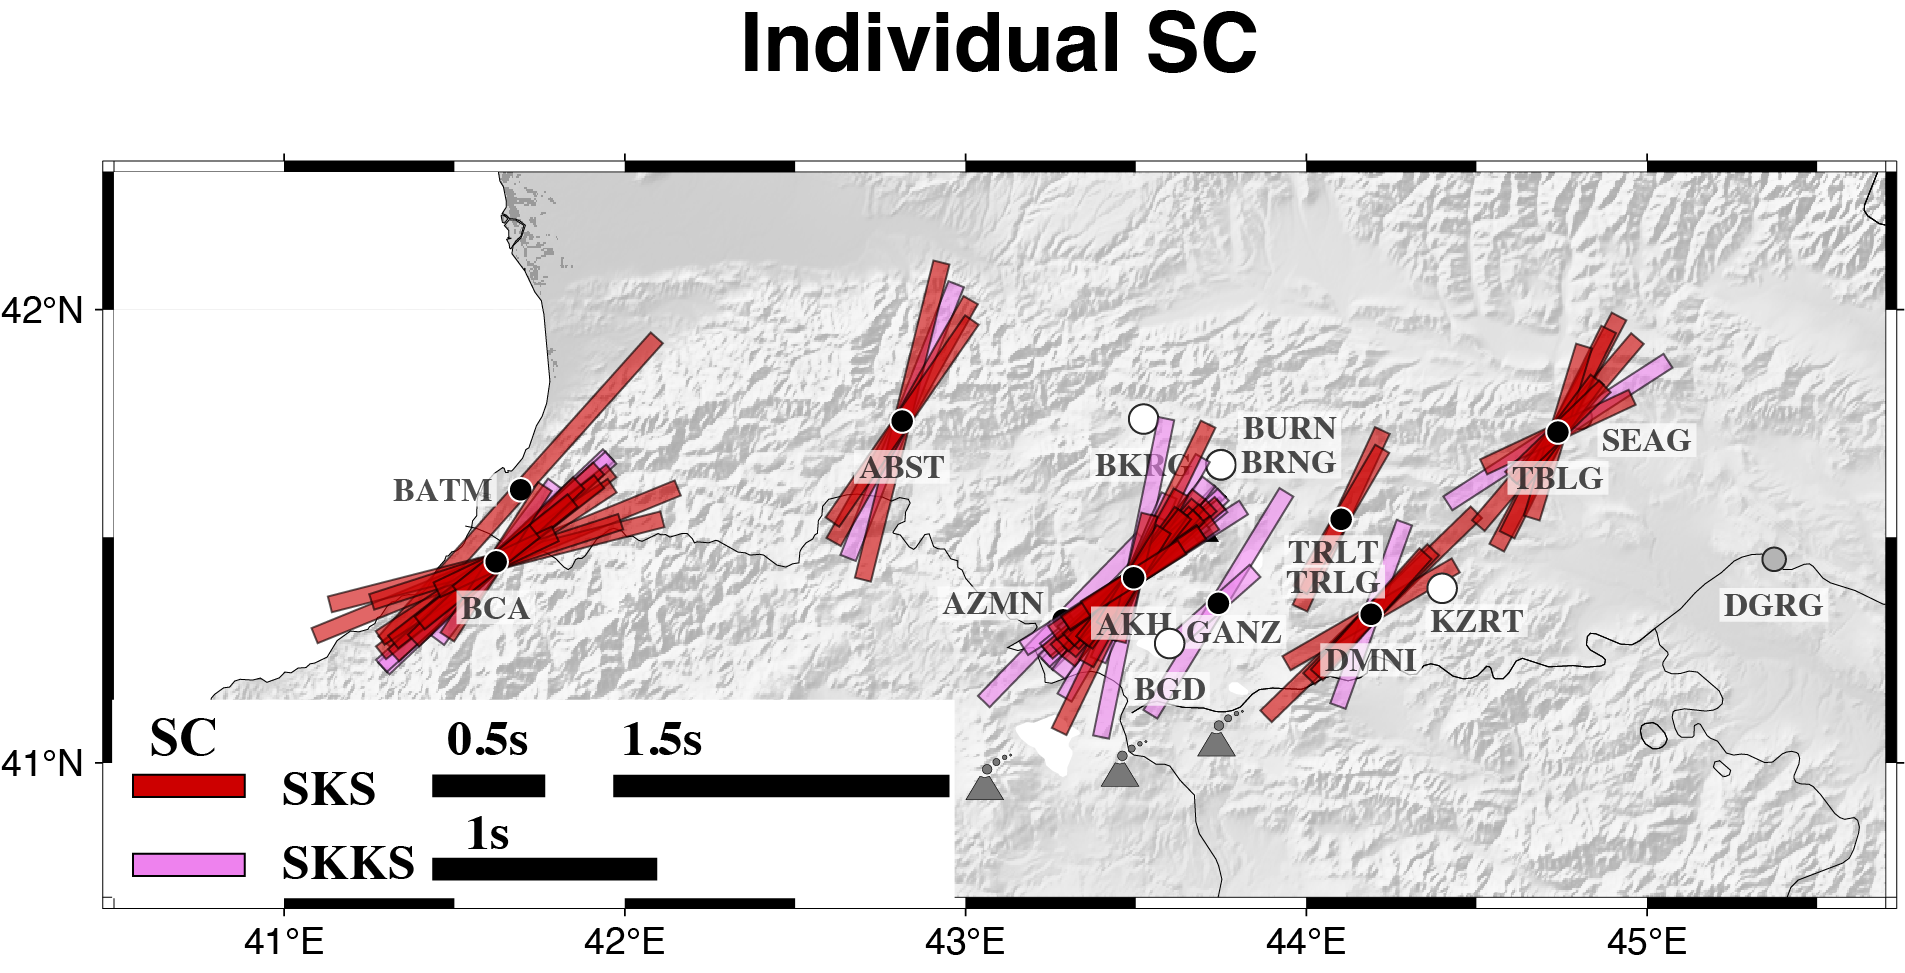 Individual SC
42°N
41°N
BATM
BCA
ABST
BKRG
BURN
BRNG
SEAG
TBLG
TRLT
TRLG
AZMN
AKH
GANZ
KZRT
DGRG
DMNI
BGD
SC
0.5s
1.5s
SKS
1s
SKKS
41°E
42°E
43°E
44°E
45°E